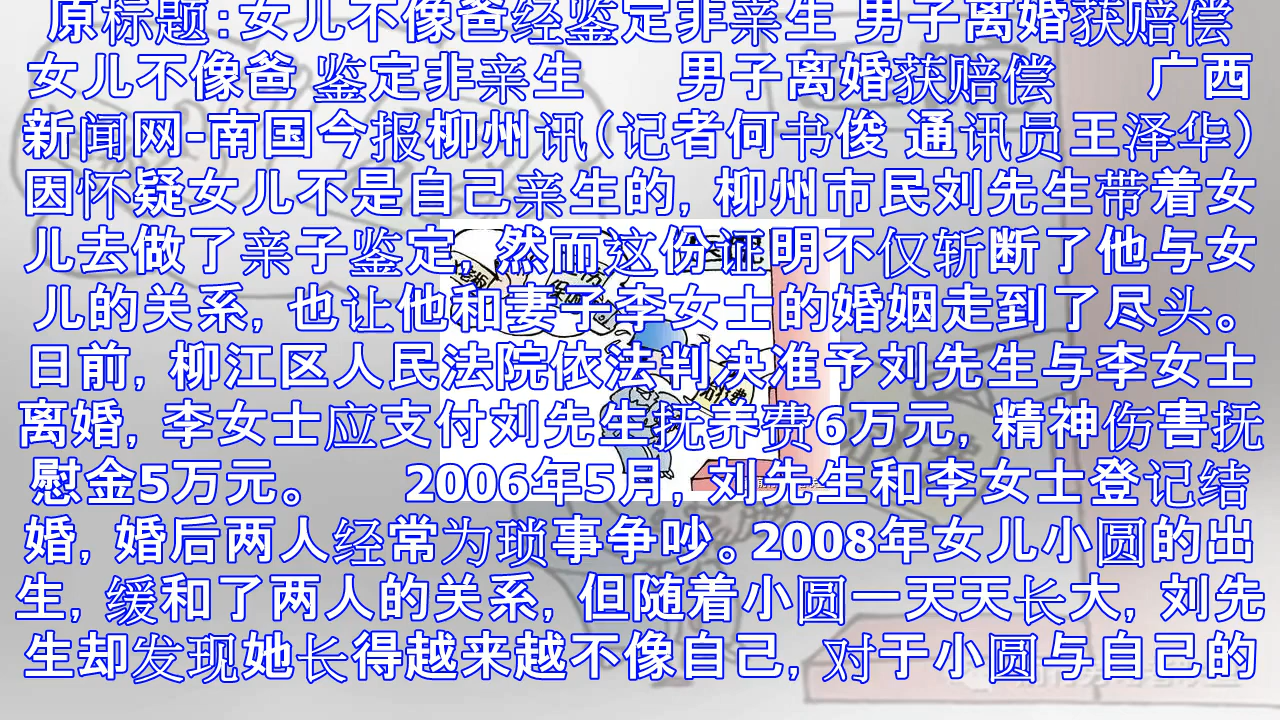 原标题:女儿不像爸经鉴定非亲生 男子离婚获赔偿
女儿不像爸 鉴定非亲生 男子离婚获赔偿 广西
新闻网-南国今报柳州讯(记者何书俊 通讯员王泽华)
因怀疑女儿不是自己亲生的, 柳州市民刘先生带着女
儿去做了亲子鉴定, 然而这份证明不仅斩断了他与女
儿的关系, 也让他和妻子李女士的婚姻走到了尽头。
日前, 柳江区人民法院依法判决准予刘先生与李女士
离婚, 李女士应支付刘先生抚养费6万元, 精神伤害抚
慰金5万元。 2006年5月, 刘先生和李女士登记结
婚, 婚后两人经常为琐事争吵。2008年女儿小圆的出
生, 缓和了两人的关系, 但随着小圆一天天长大, 刘先
生却发现她长得越来越不像自己, 对于小圆与自己的